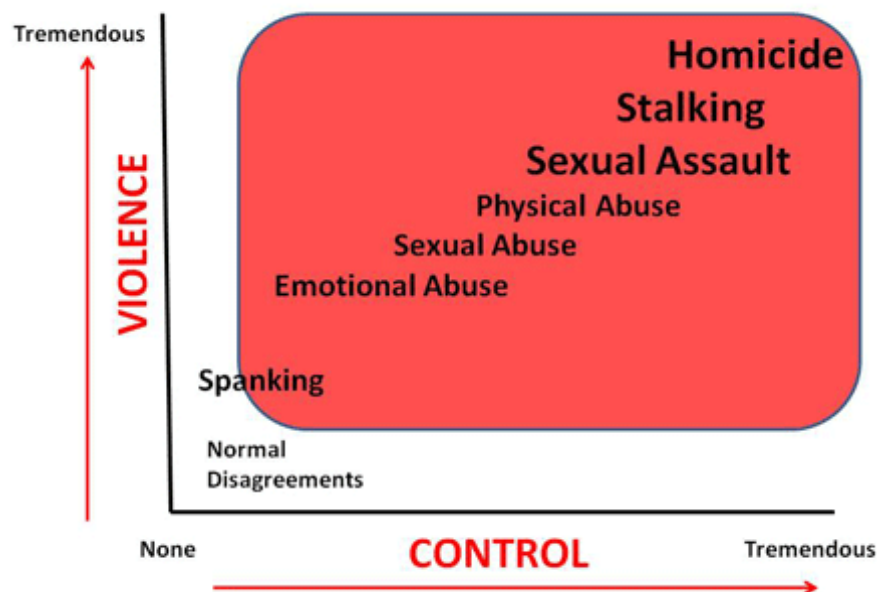 Tremendous
Homicide
Stalking
Sexual Assault
Physical Abuse
Sexual Abuse
Emotional Abuse
VIOLENCE
Spanking
Normal
Disagreements
None
CONTROL
Tremendous